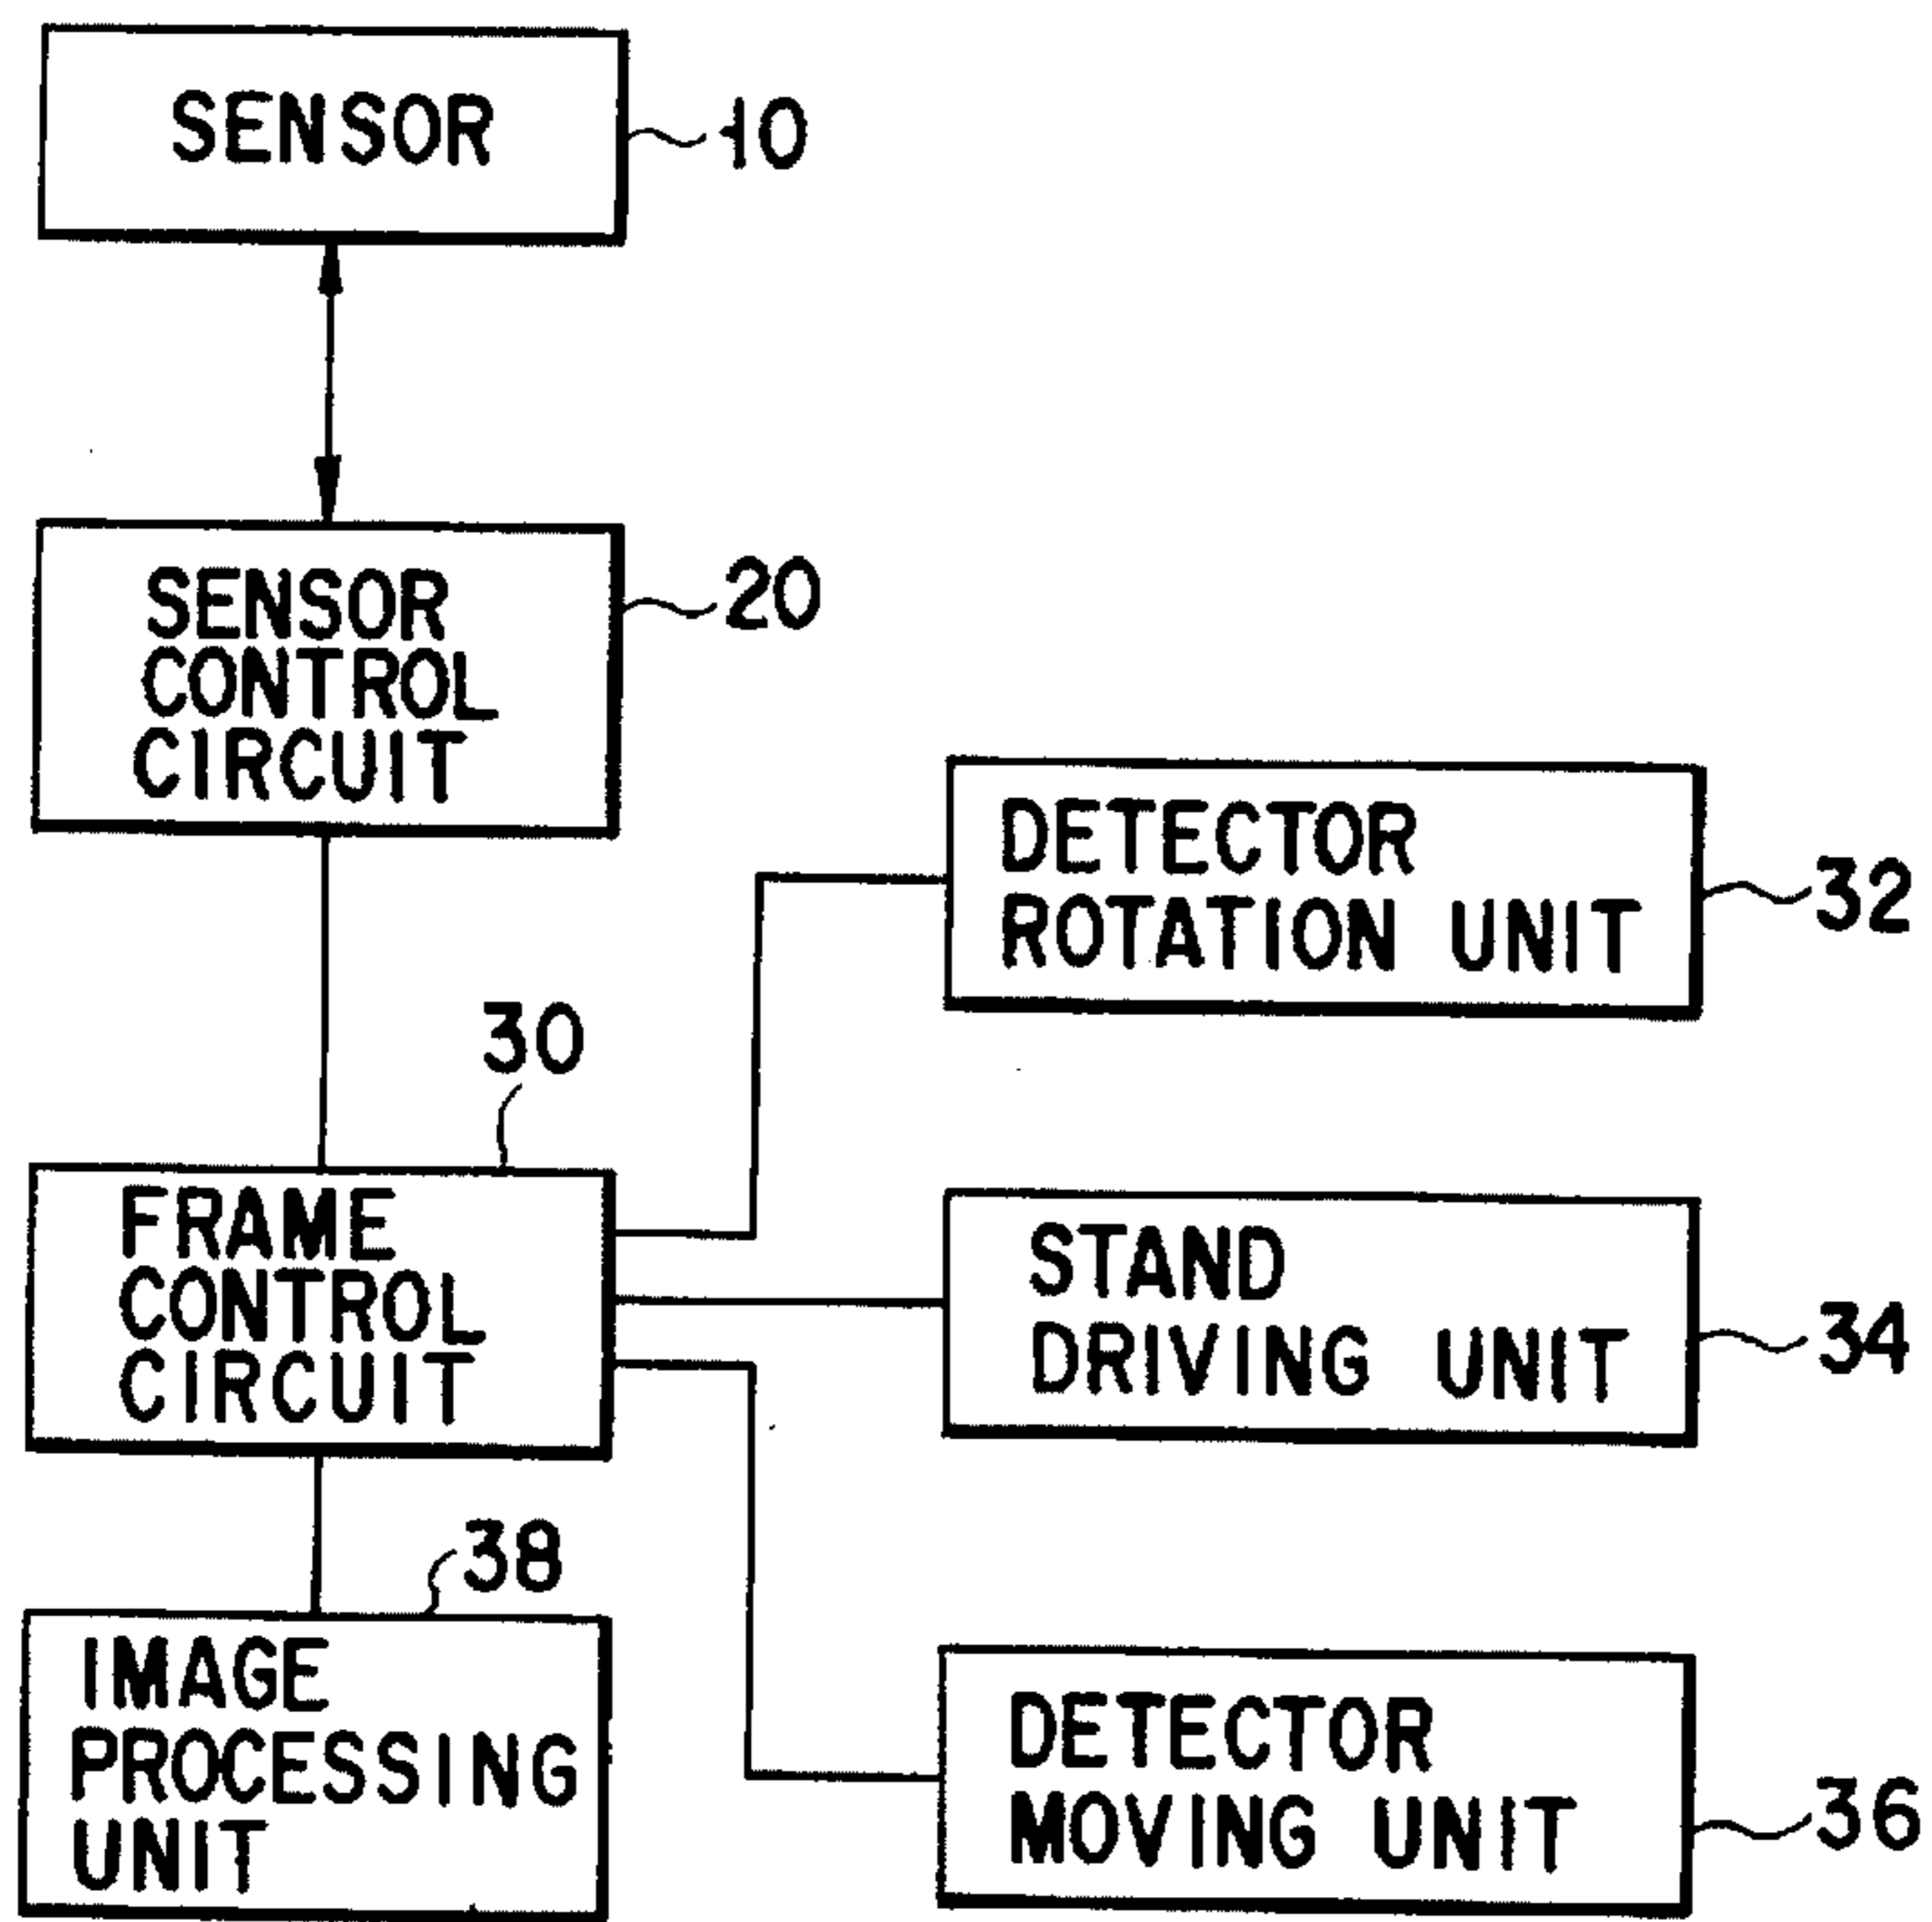 SENSOR
10
SENSOR
CONTROL
CIRCUIT
20
DETECTOR
ROTATION UNIT
32
30
FRAME
CONTROL
CIRCUIT
STAND
DRIVING UNIT
34
38
IMAGE
PROCESSING
UNIT
DETECTOR
MOVING UNIT
36